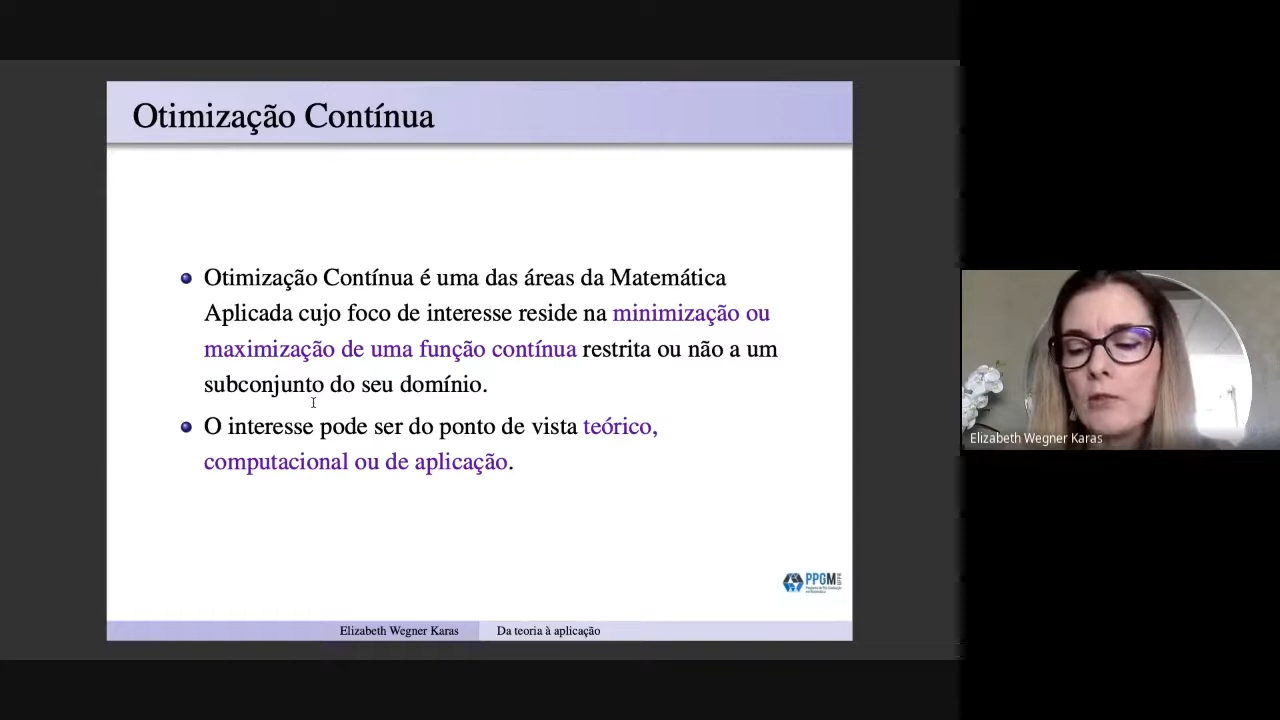 Otimização Contínua
Otimização Contínua é uma das áreas da Matemática
Aplicada cujo foco de interesse reside na minimização ou
maximização de uma função contínua restrita ou não a um
subconjunto do seu domínio.
O interesse pode ser do ponto de vista teórico,
computacional ou de aplicação.
PPGM
Elizabeth Wegner Karas
Da teoria à aplicação
Elizabeth Wegner Karas